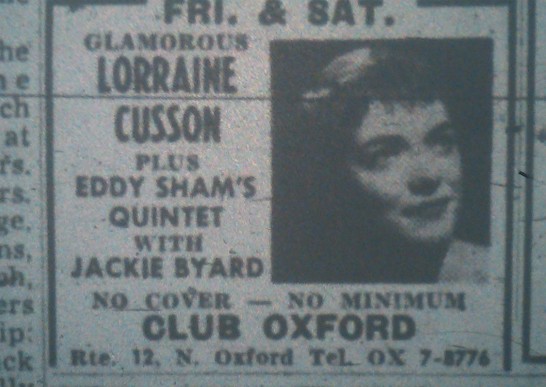 FRI. & SAT.
GLAMOROUS
LORRAINE
CUSSON
PLUS
EDDY SHAM'S
QUINTET
WITH
JACKIE BYARD
NO COVER — NO MINIMUM
CLUB OXFORD
Rte. 12, N. Oxford Tel. OX 7-8776